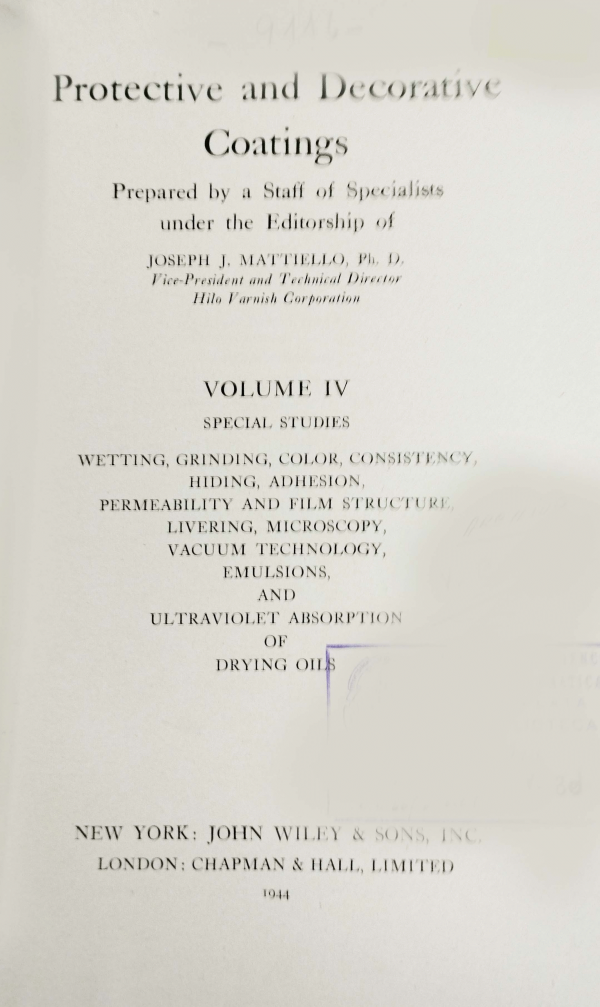 Protective and Decorative
Coatings
Prepared by a Staff of Specialists
under the Editorship of
JOSEPH J. MATTIELLO, Ph. D.
Vice-President and Technical Director
Hilo Varnish Corporation
VOLUME IV
SPECIAL STUDIES
WETTING, GRINDING, COLOR, CONSISTENCY,
HIDING, ADHESION,
PERMEABILITY AND FILM STRUCTURE,
LIVERING, MICROSCOPY,
VACUUM TECHNOLOGY,
EMULSIONS,
AND
ULTRAVIOLET ABSORPTION
OF
DRYING OILS
NEW YORK: JOHN WILEY & SONS, INC.
LONDON: CHAPMAN & HALL, LIMITED
1944